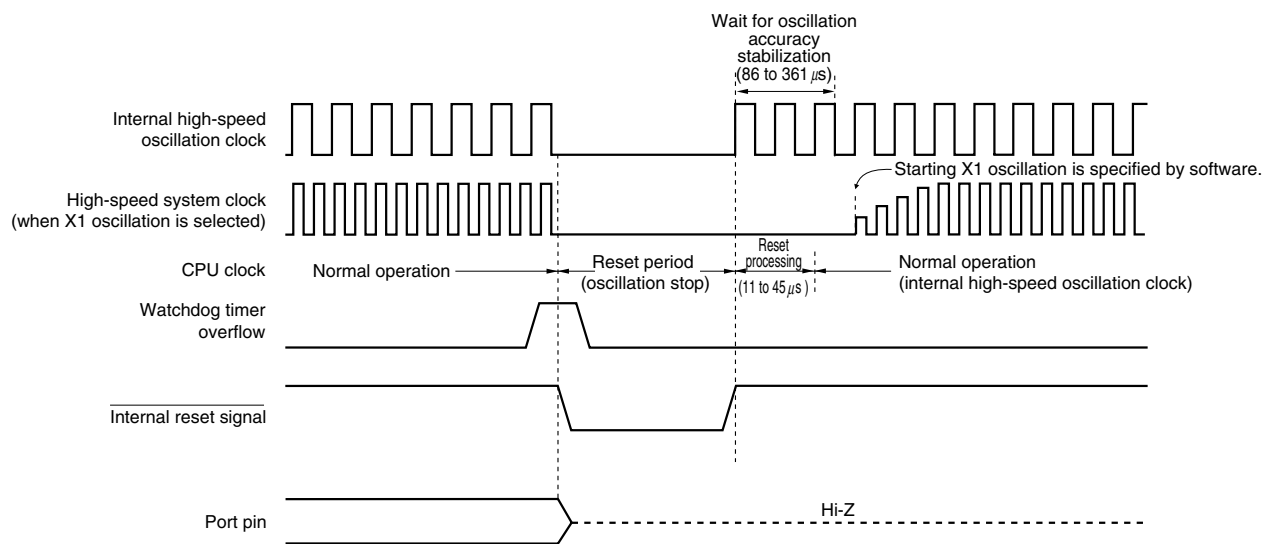 Wait for oscillation
accuracy
stabilization
(86 to 361 μs)
Internal high-speed
oscillation clock
Starting X1 oscillation is specified by software.
High-speed system clock
(when X1 oscillation is selected)
CPU clock
Normal operation
Reset period
(oscillation stop)
Reset
processing
(11 to 45 μs )
Normal operation
(internal high-speed oscillation clock)
Watchdog timer
overflow
Internal reset signal
Port pin
Hi-Z